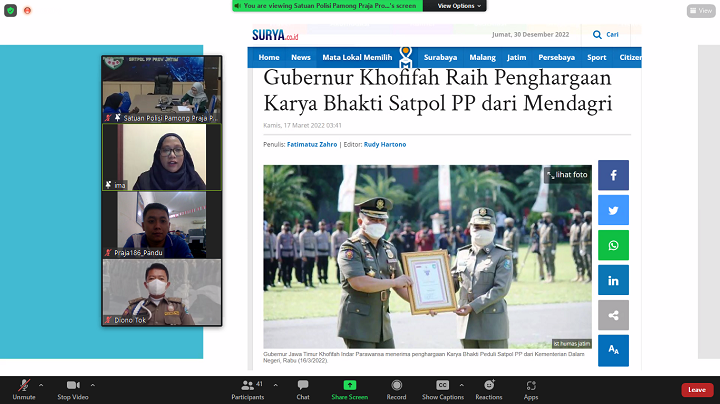 You are viewing Satuan Polisi Pamong Praja Pro...'s screen
View Options
View
SURYA.co.id
Jumat, 30 Desember 2022
Cari
Home News Mata Lokal Memilih Surabaya Malang Jatim Persebaya Sport Citizen
Gubernur Khofifah Raih Penghargaan
Karya Bhakti Satpol PP dari Mendagri
Kamis, 17 Maret 2022 03:41
Penulis: Fatimatuz Zahro | Editor: Rudy Hartono
lihat foto
ist humas jatim
Gubernur Jawa Timur Khofifah Indar Parawansa menerima penghargaan Karya Bhakti Peduli Satpol PP dari Kementerian Dalam
Negeri, Rabu (16/3/2022).
SATPOL PP PROV JATIM
Satuan Polisi Pamong Praja P...
ima
Praja186_Pandu
Diono Tok
Unmute
Stop Video
Participants
41
Chat
Share Screen
Record
CC
Show Captions
Reactions
Apps
Leave